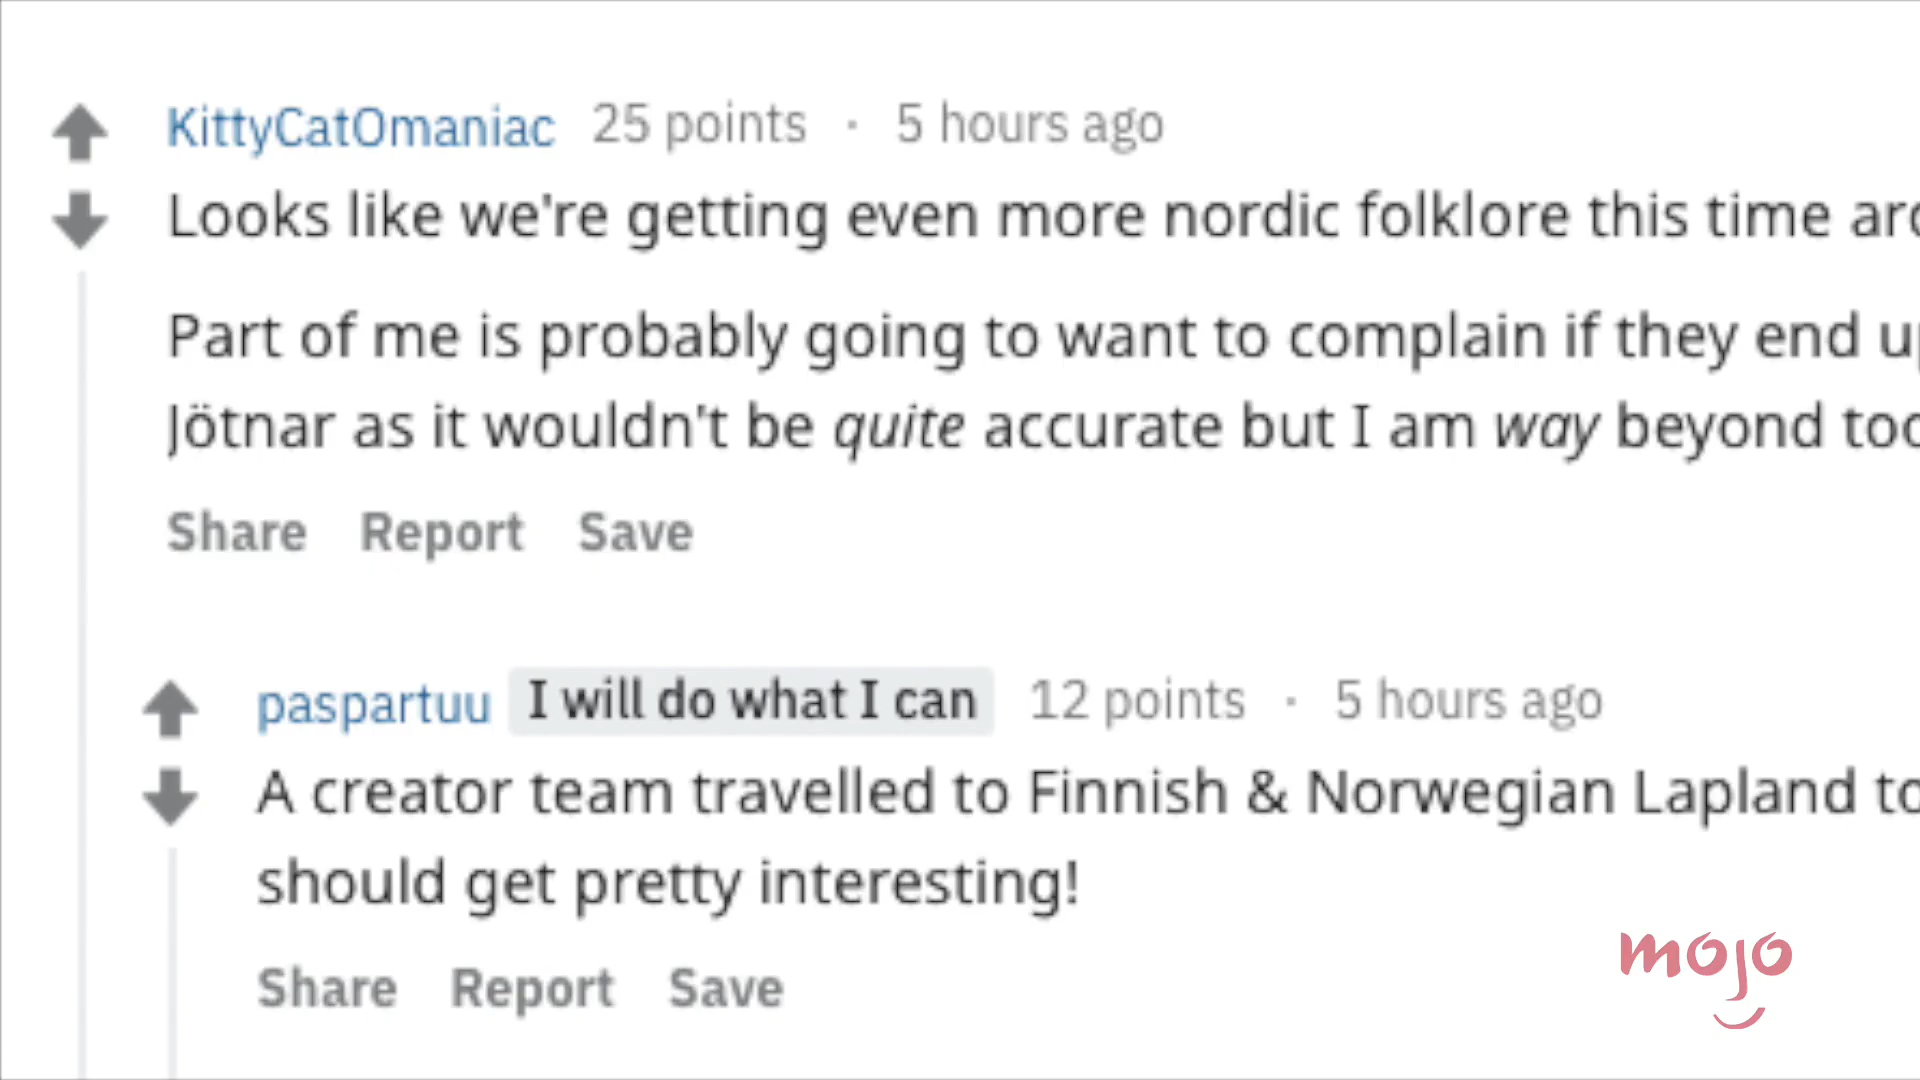 KittyCatOmaniac 25 points · 5 hours ago
Looks like we're getting even more nordic folklore this time
Part of me is probably going to want to complain if they end
Jötnar as it wouldn't be quite accurate but I am way beyond
Share Report Save
paspartuu I will do what I can 12 points · 5 hours ago
A creator team travelled to Finnish & Norwegian Lapland
should get pretty interesting!
Share Report Save
mojo